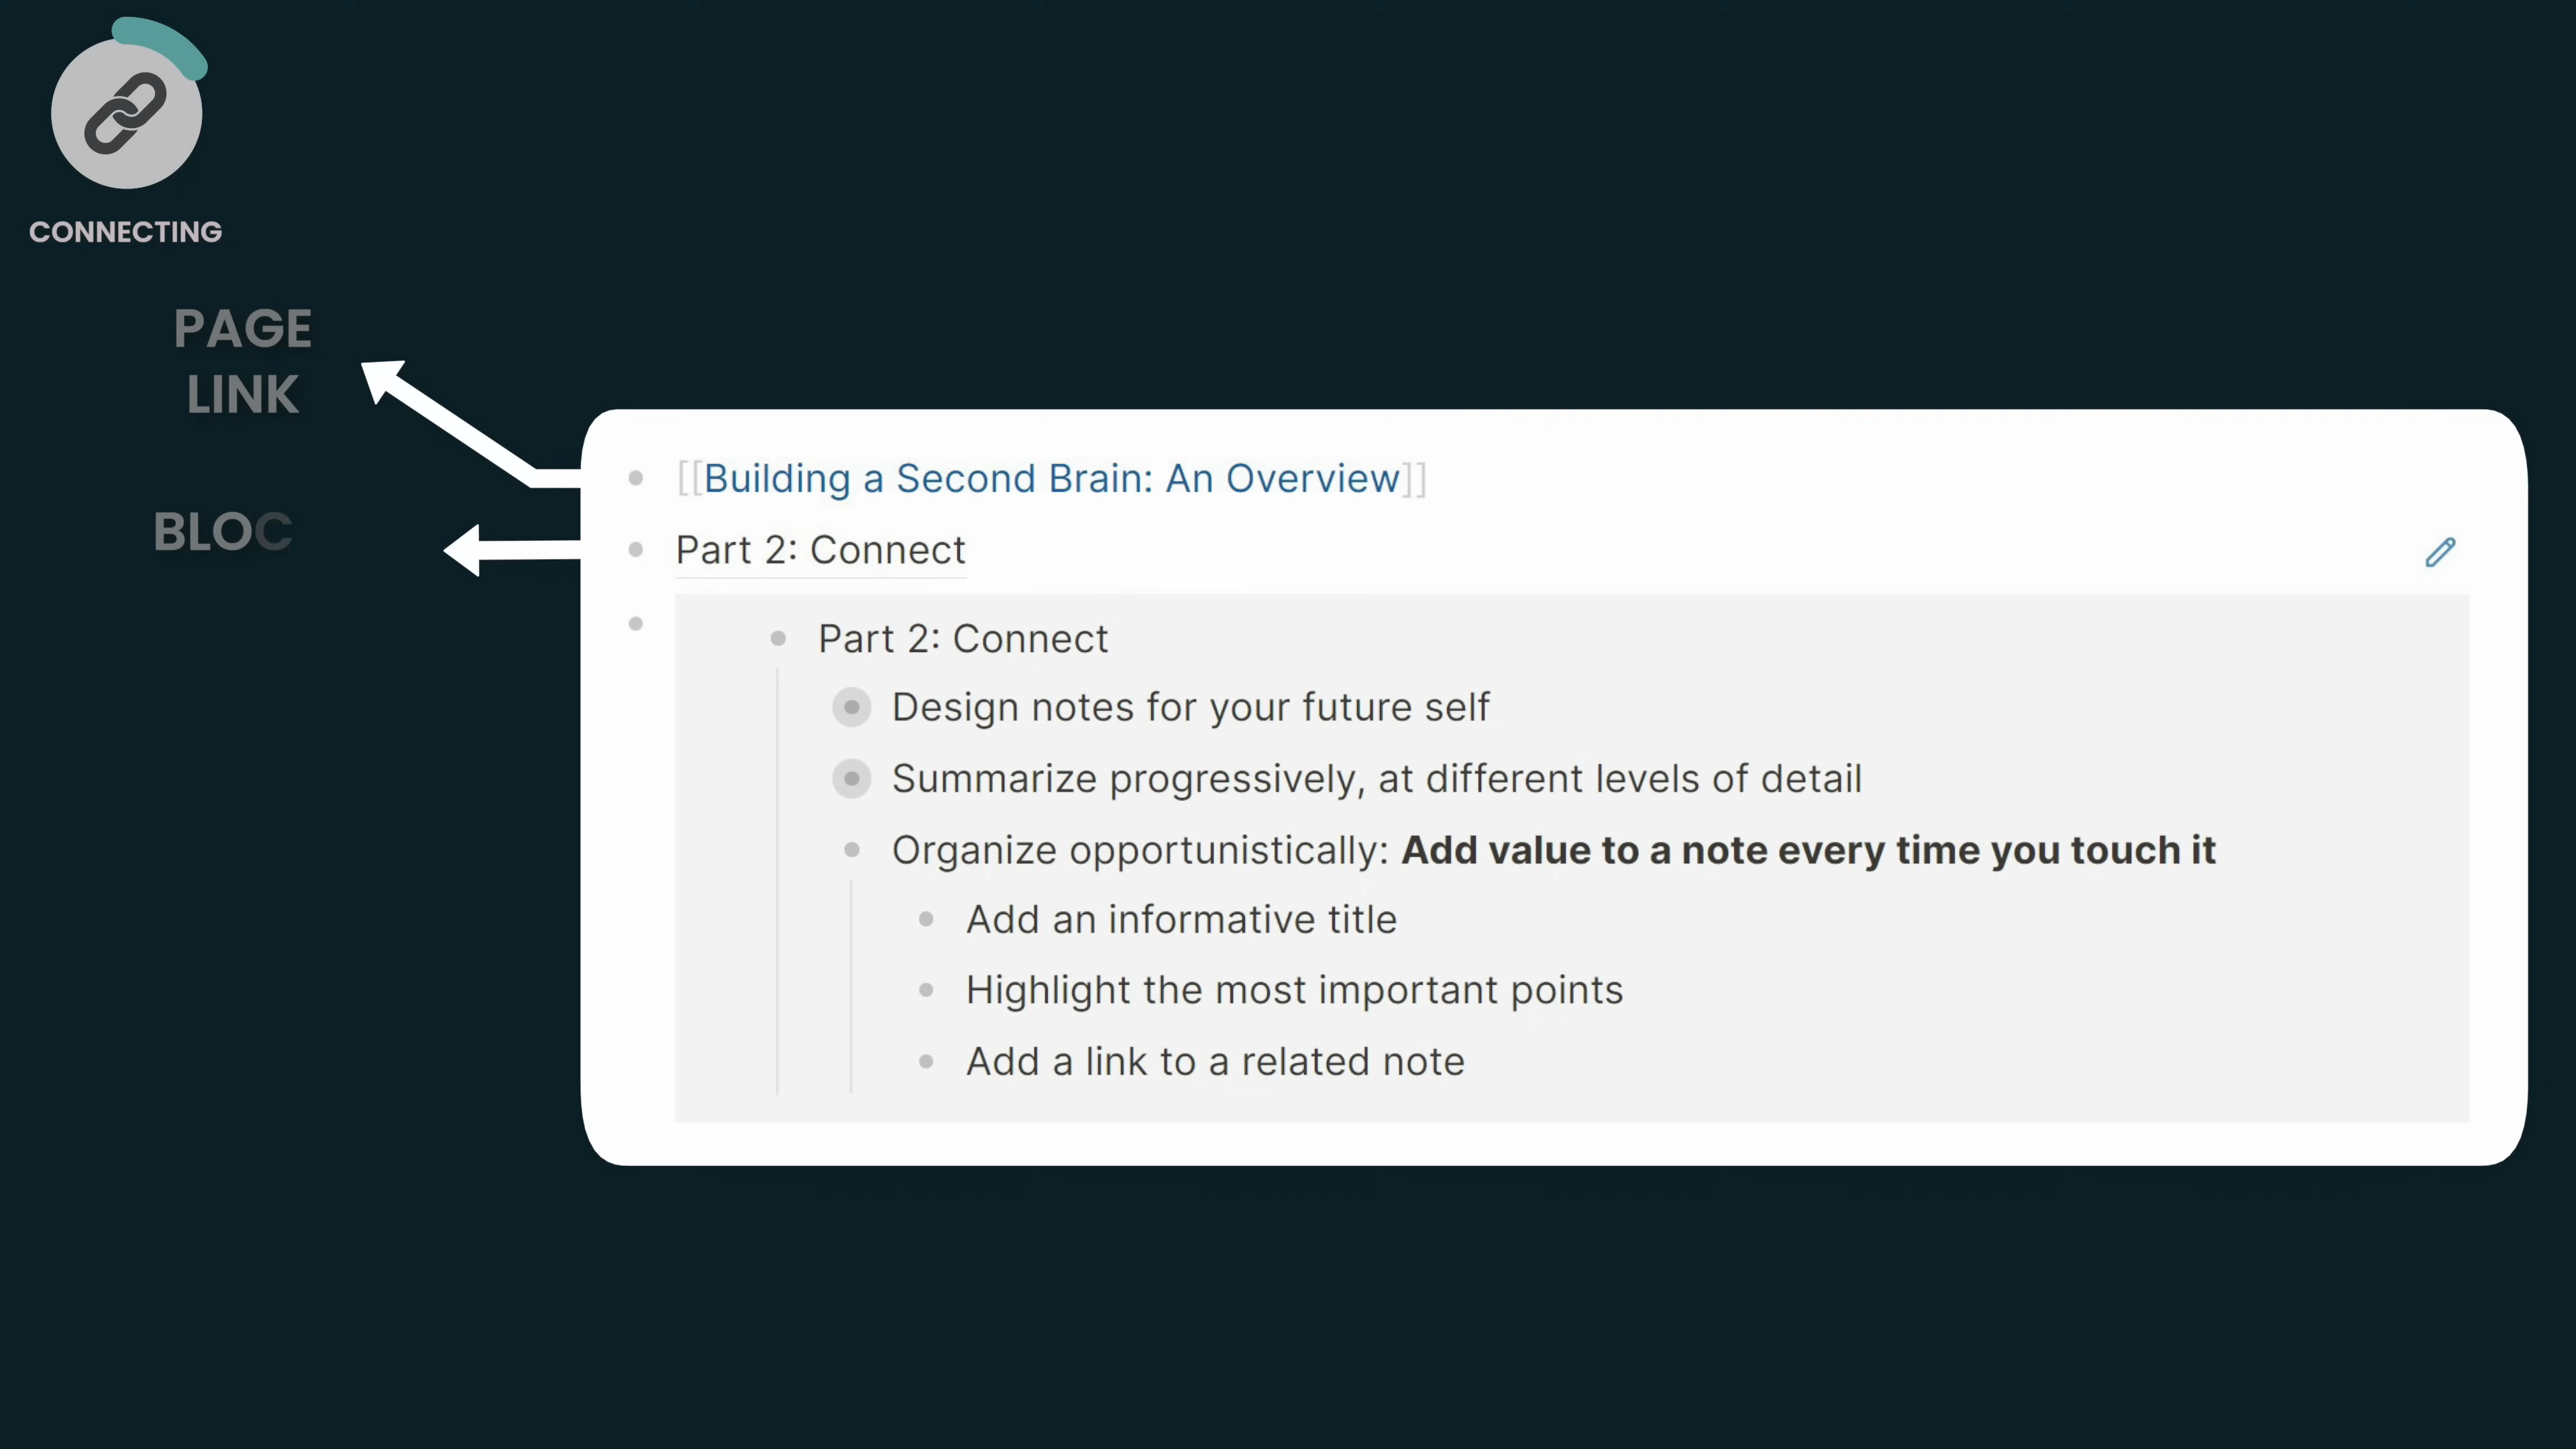 CONNECTING
PAGE
LINK
BLOC
[[Building a Second Brain: An Overview]]
Part 2: Connect
Part 2: Connect
Design notes for your future self
Summarize progressively, at different levels of detail
Organize opportunistically: Add value to a note every time you touch it
Add an informative title
Highlight the most important points
Add a link to a related note